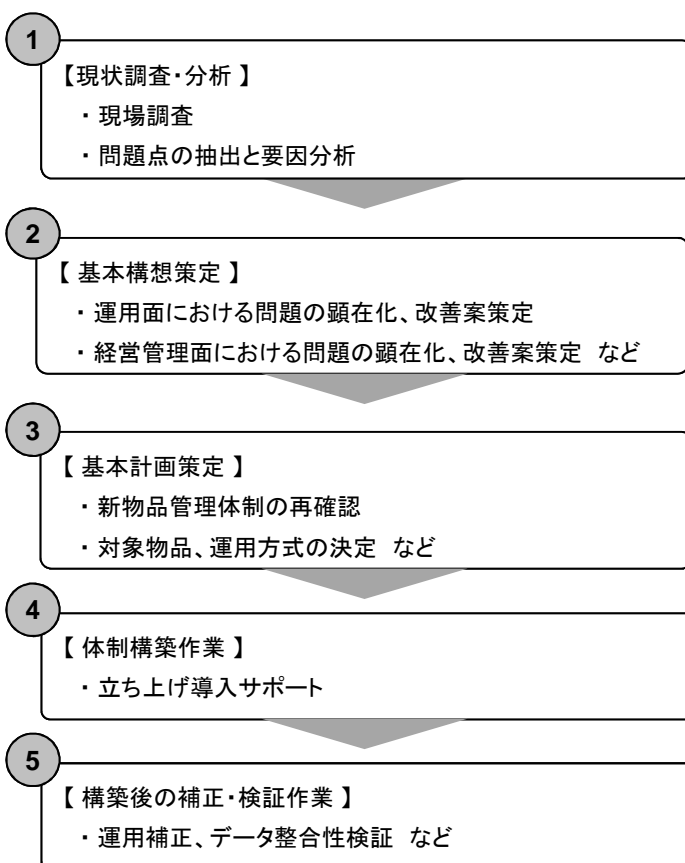 1
【現状調査・分析 】
・ 現場調査
・ 問題点の抽出と要因分析
2
【 基本構想策定 】
・ 運用面における問題の顕在化、改善案策定
・ 経営管理面における問題の顕在化、改善案策定 など
3
【 基本計画策定 】
・ 新物品管理体制の再確認
・ 対象物品、運用方式の決定 など
4
【 体制構築作業 】
・ 立ち上げ導入サポート
5
【 構築後の補正・検証作業 】
・ 運用補正、データ整合性検証 など